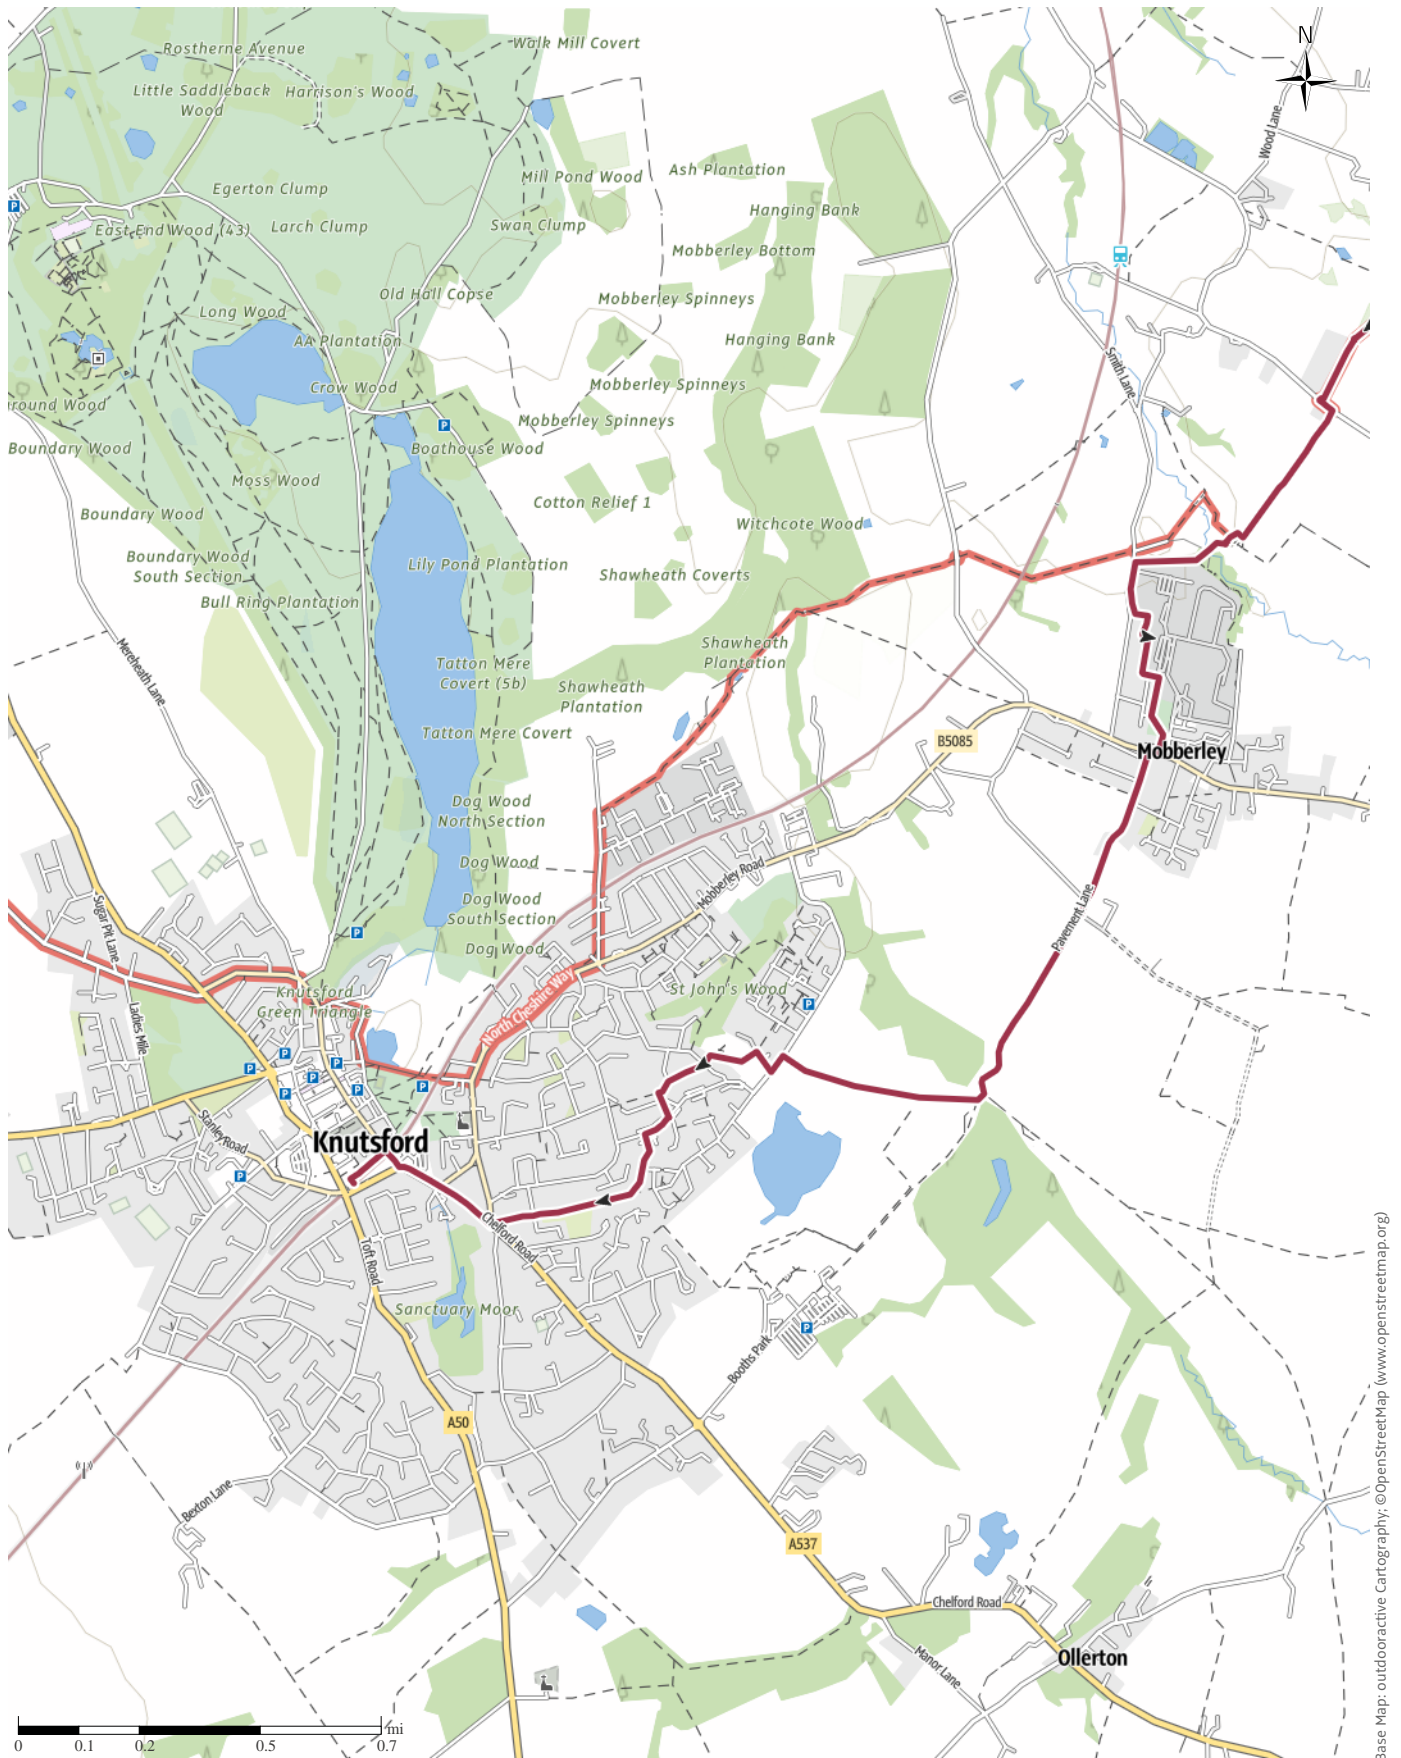 N
Rostherne Avenue
Walk Mill Covert
Little Saddleback
Wood
Harrison's Wood
Wood Lane
Egerton Clump
Mill Pond Wood
Ash Plantation
East End Wood (43)
Larch Clump
Swan Clump
Hanging Bank
Mobberley Bottom
Old Hall Copse
Long Wood
Mobberley Spinneys
AA Plantation
Hanging Bank
Smith Lane
Crow Wood
Mobberley Spinneys
round Wood
Mobberley Spinneys
Boundary Wood
Boathouse Wood
Moss Wood
Cotton Relief 1
Boundary Wood
Witchcote Wood
Boundary Wood
South Section
Lily Pond Plantation
Shawheath Coverts
Bull Ring Plantation
Mereheath Lane
Shawheath
Plantation
Tatton Mere
Covert (5b)
Shawheath
Plantation
Tatton Mere Covert
B5085
Mobberley
Dog Wood
North Section
Dog Wood
Mobberley Road
Dog Wood
South Section
Sugar Pit Lane
Pavement Lane
Dog Wood
Knutsford
Green Triangle
North Cheshire Way
St John's Wood
P
Ladies Mile
P
P
P
P
P
P
P
Stanley Road
Knutsford
P
Chelford Road
Toft Road
Sanctuary Moor
P
Booths Park
A50
Bexton Lane
A537
Chelford Road
Manor Lane
Ollerton
mi
0
0.1
0.2
0.5
0.7
Base Map: outdooractive Cartography; ©OpenStreetMap (www.openstreetmap.org)